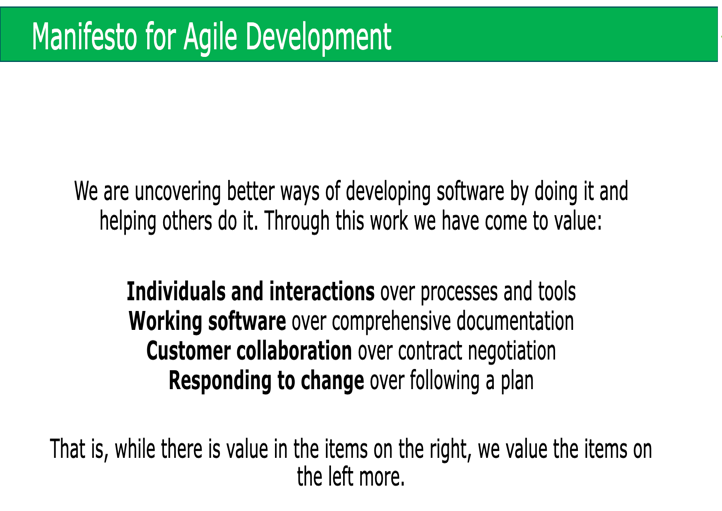 Manifesto for Agile Development
We are uncovering better ways of developing software by doing it and
helping others do it. Through this work we have come to value:
Individuals and interactions over processes and tools
Working software over comprehensive documentation
Customer collaboration over contract negotiation
Responding to change over following a plan
That is, while there is value in the items on the right, we value the items on
the left more.